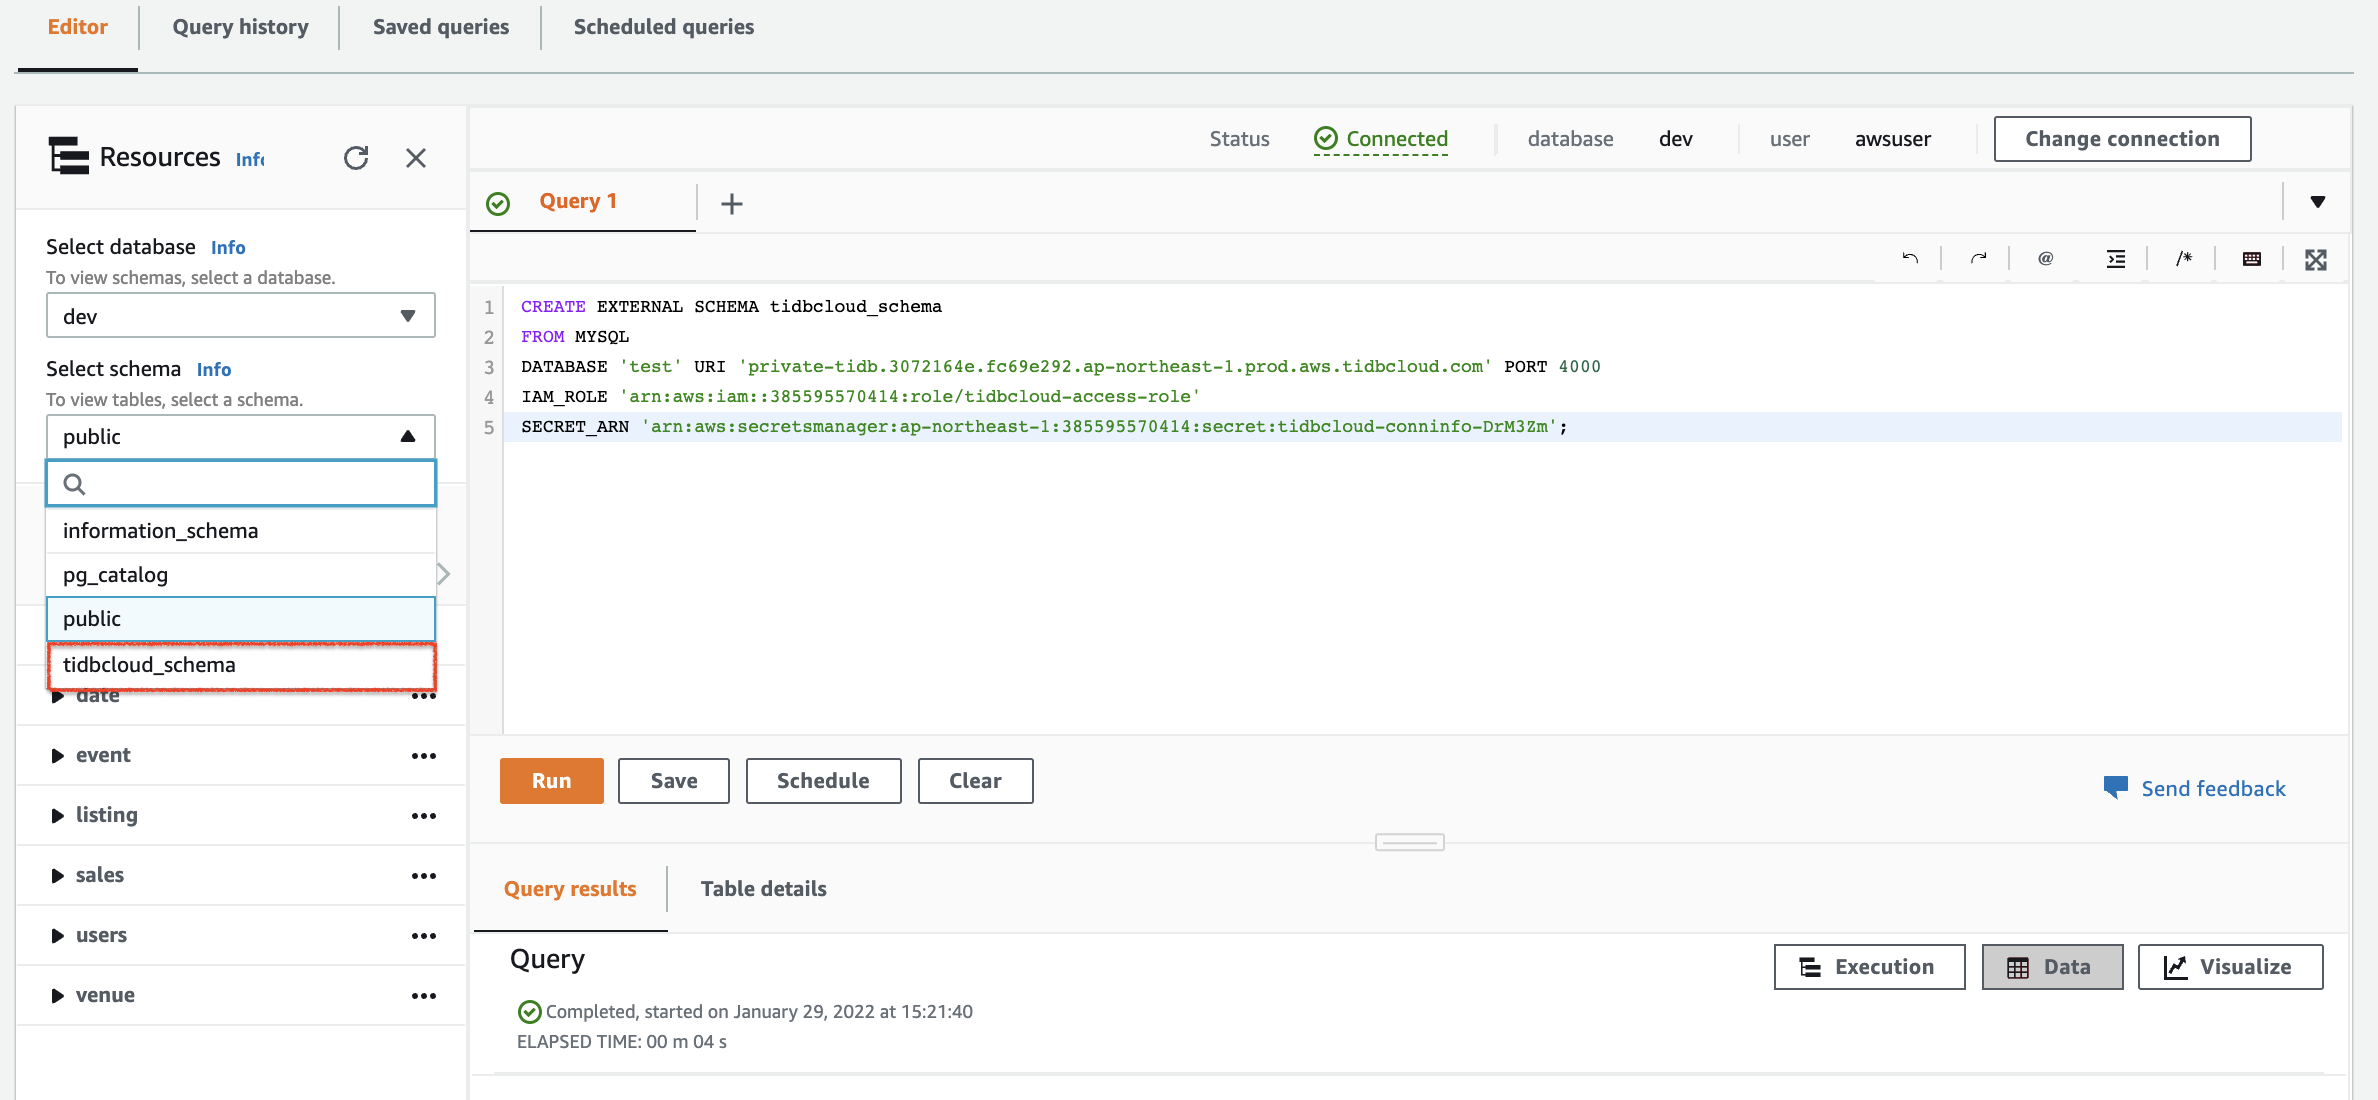 Editor
Query history
Saved queries
Scheduled queries
Resources Info
Status Connected database dev user awsuser Change connection
Query 1
@ /*
Select database Info
To view schemas, select a database.
dev
Select schema Info
To view tables, select a schema.
public
information_schema
pg_catalog
public
tidbcloud_schema
date
event
listing
sales
users
venue
1 CREATE EXTERNAL SCHEMA tidbcloud_schema
2 FROM MYSQL
3 DATABASE 'test' URI 'private-tidb.3072164e.fc69e292.ap-northeast-1.prod.aws.tidbcloud.com' PORT 4000
4 IAM_ROLE 'arn:aws:iam::385595570414:role/tidbcloud-access-role'
5 SECRET_ARN 'arn:aws:secretsmanager:ap-northeast-1:385595570414:secret:tidbcloud-conninfo-DrM3Zm';
Run
Save
Schedule
Clear
Send feedback
Query results
Table details
Query
Execution
Data
Visualize
Completed, started on January 29, 2022 at 15:21:40
ELAPSED TIME: 00 m 04 s